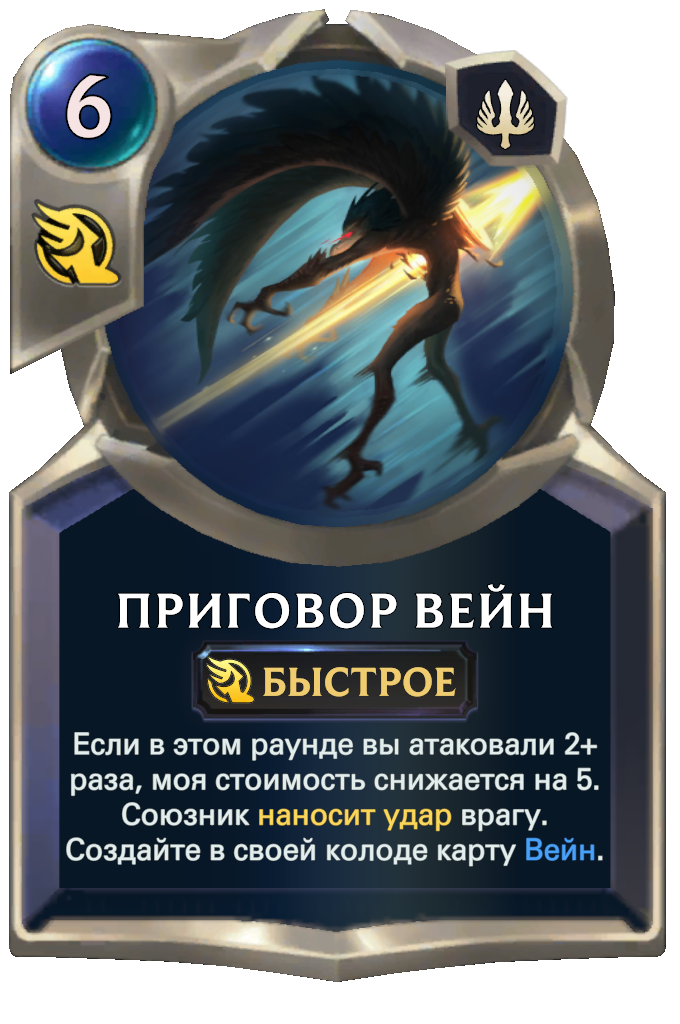 6
ПРИГОВОР ВЕЙН
БЫСТРОЕ
Если в этом раунде вы атаковали 2+
раза, моя стоимость снижается на 5.
Союзник наносит удар врагу.
Создайте в своей колоде карту Вейн.